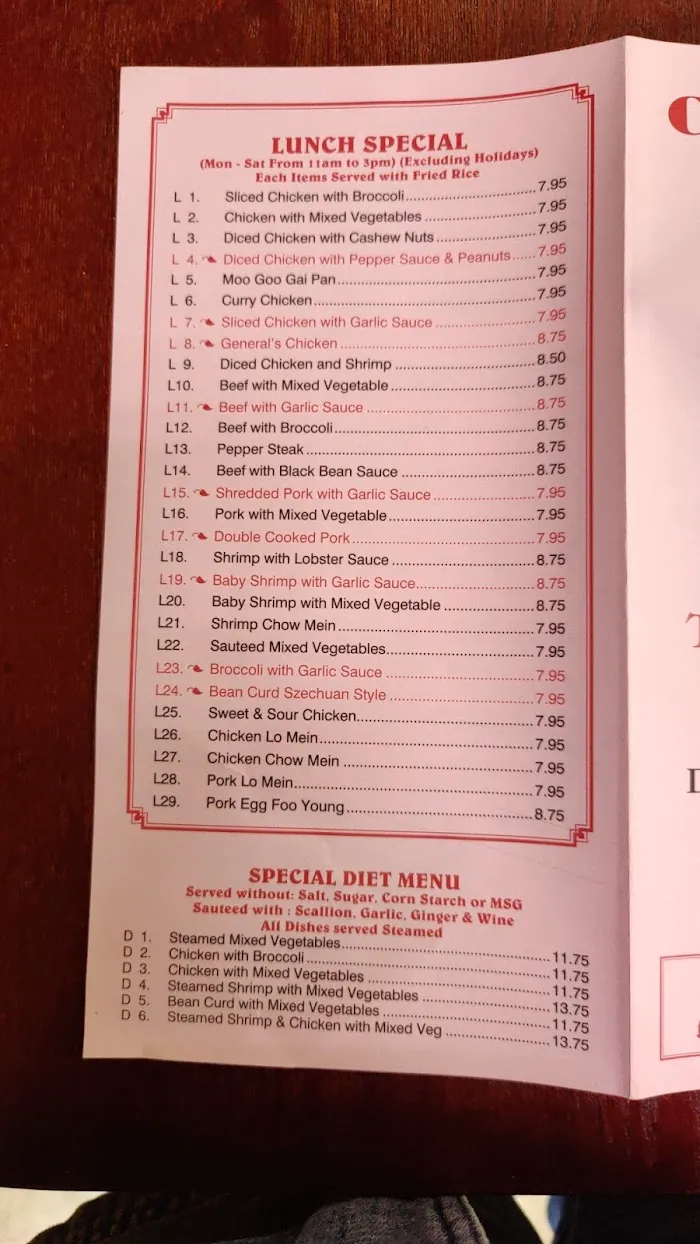 LUNCH SPECIAL
(Mon - Sat From 11am to 3pm) (Excluding Holidays)
Each Items Served with Fried Rice
L 1. Sliced Chicken with Broccoli 7.95
L 2. Chicken with Mixed Vegetables 7.95
L 3. Diced Chicken with Cashew Nuts 7.95
L 4. Diced Chicken with Pepper Sauce & Peanuts 7.95
L 5. Moo Goo Gai Pan 7.95
L 6. Curry Chicken 7.95
L 7. Sliced Chicken with Garlic Sauce 7.95
L 8. General's Chicken 8.75
L 9. Diced Chicken and Shrimp 8.50
L10. Beef with Mixed Vegetable 8.75
L11. Beef with Garlic Sauce 8.75
L12. Beef with Broccoli 8.75
L13. Pepper Steak 8.75
L14. Beef with Black Bean Sauce 8.75
L15. Shredded Pork with Garlic Sauce 7.95
L16. Pork with Mixed Vegetable 7.95
L17. Double Cooked Pork 7.95
L18. Shrimp with Lobster Sauce 8.75
L19. Baby Shrimp with Garlic Sauce 8.75
L20. Baby Shrimp with Mixed Vegetable 8.75
L21. Shrimp Chow Mein 7.95
L22. Sauteed Mixed Vegetables 7.95
L23. Broccoli with Garlic Sauce 7.95
L24. Bean Curd Szechuan Style 7.95
L25. Sweet & Sour Chicken 7.95
L26. Chicken Lo Mein 7.95
L27. Chicken Chow Mein 7.95
L28. Pork Lo Mein 7.95
L29. Pork Egg Foo Young 8.75
SPECIAL DIET MENU
Served without: Salt, Sugar, Corn Starch or MSG
Sauteed with : Scallion, Garlic, Ginger & Wine
All Dishes served Steamed
D 1. Steamed Mixed Vegetables 11.75
D 2. Chicken with Broccoli 11.75
D 3. Chicken with Mixed Vegetables 11.75
D 4. Steamed Shrimp with Mixed Vegetables 13.75
D 5. Bean Curd with Mixed Vegetables 11.75
D 6. Steamed Shrimp & Chicken with Mixed Veg 13.75